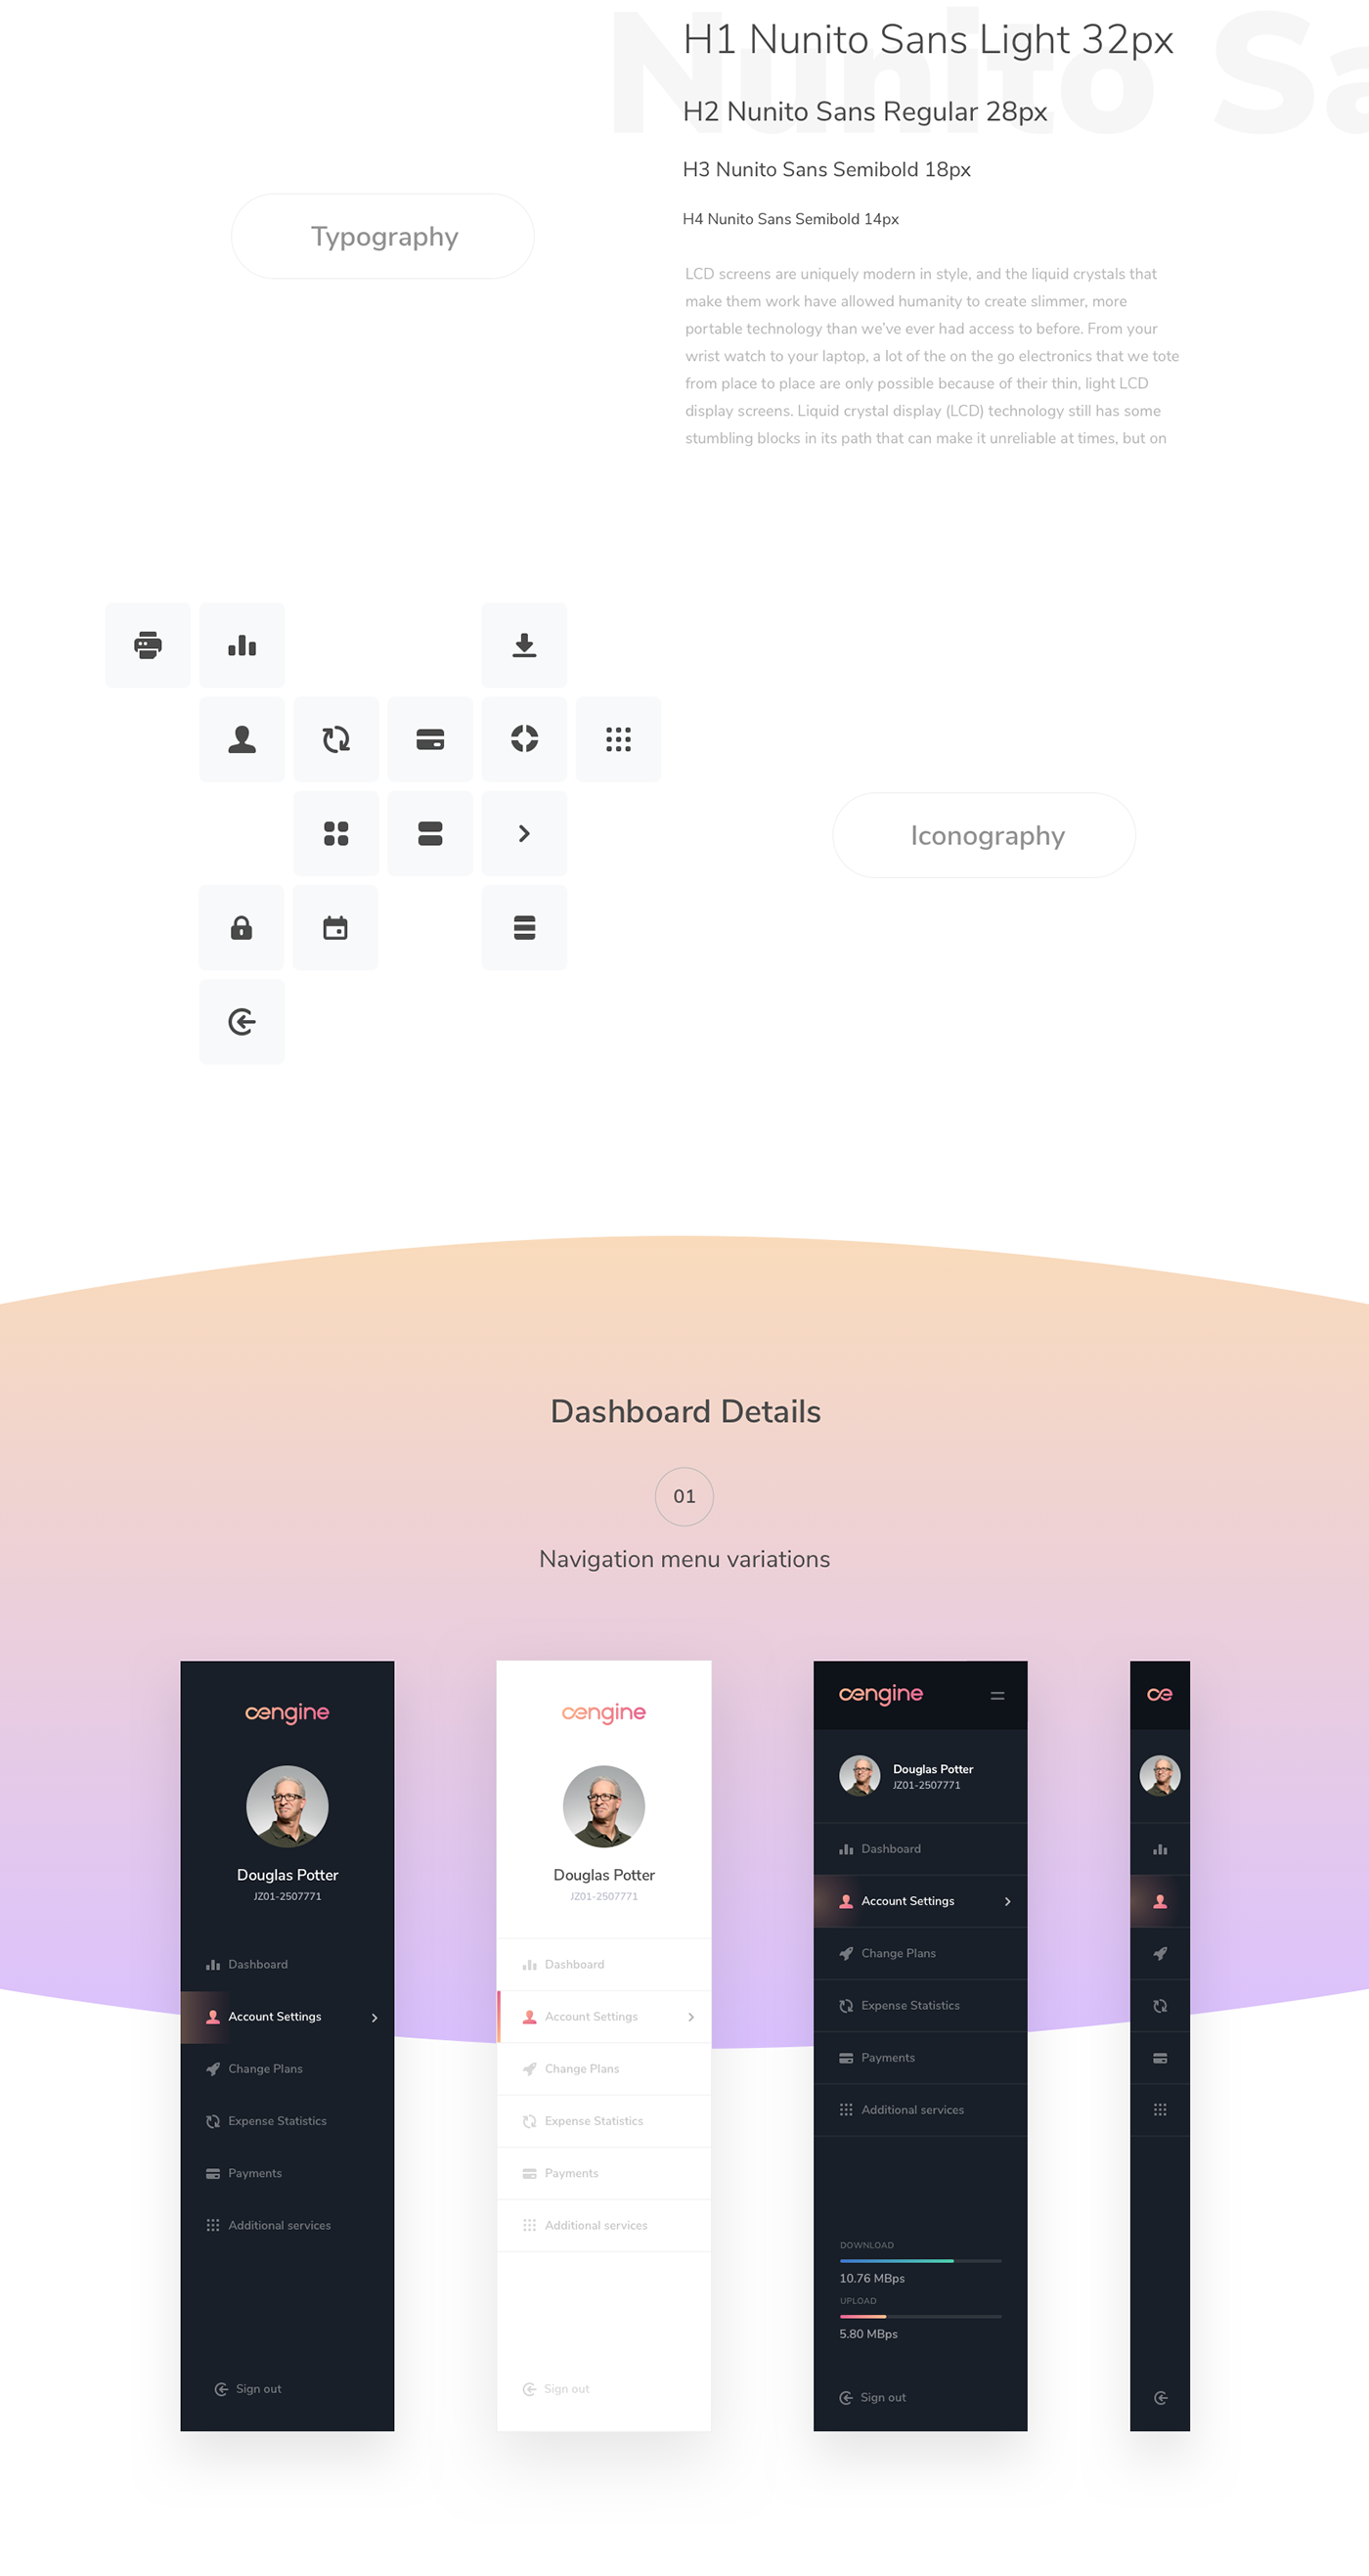 Nunito Sa
H1 Nunito Sans Light 32px
H2 Nunito Sans Regular 28px
H3 Nunito Sans Semibold 18px
H4 Nunito Sans Semibold 14px
Typography
LCD screens are uniquely modern in style, and the liquid crystals that
make them work have allowed humanity to create slimmer, more
portable technology than we've ever had access to before. From your
wrist watch to your laptop, a lot of the on the go electronics that we tote
from place to place are only possible because of their thin, light LCD
display screens. Liquid crystal display (LCD) technology still has some
stumbling blocks in its path that can make it unreliable at times, but on
Iconography
Dashboard Details
01
Navigation menu variations
œngine
Douglas Potter
JZ01-2507771
Dashboard
Account Settings
Change Plans
Expense Statistics
Payments
Additional services
Sign out
œngine
Douglas Potter
JZ01-2507771
Dashboard
Account Settings
Change Plans
Expense Statistics
Payments
Additional services
Sign out
œngine
Douglas Potter
JZ01-2507771
Dashboard
Account Settings
Change Plans
Expense Statistics
Payments
Additional services
DOWNLOAD
10.76 MBps
UPLOAD
5.80 MBps
Sign out
œ